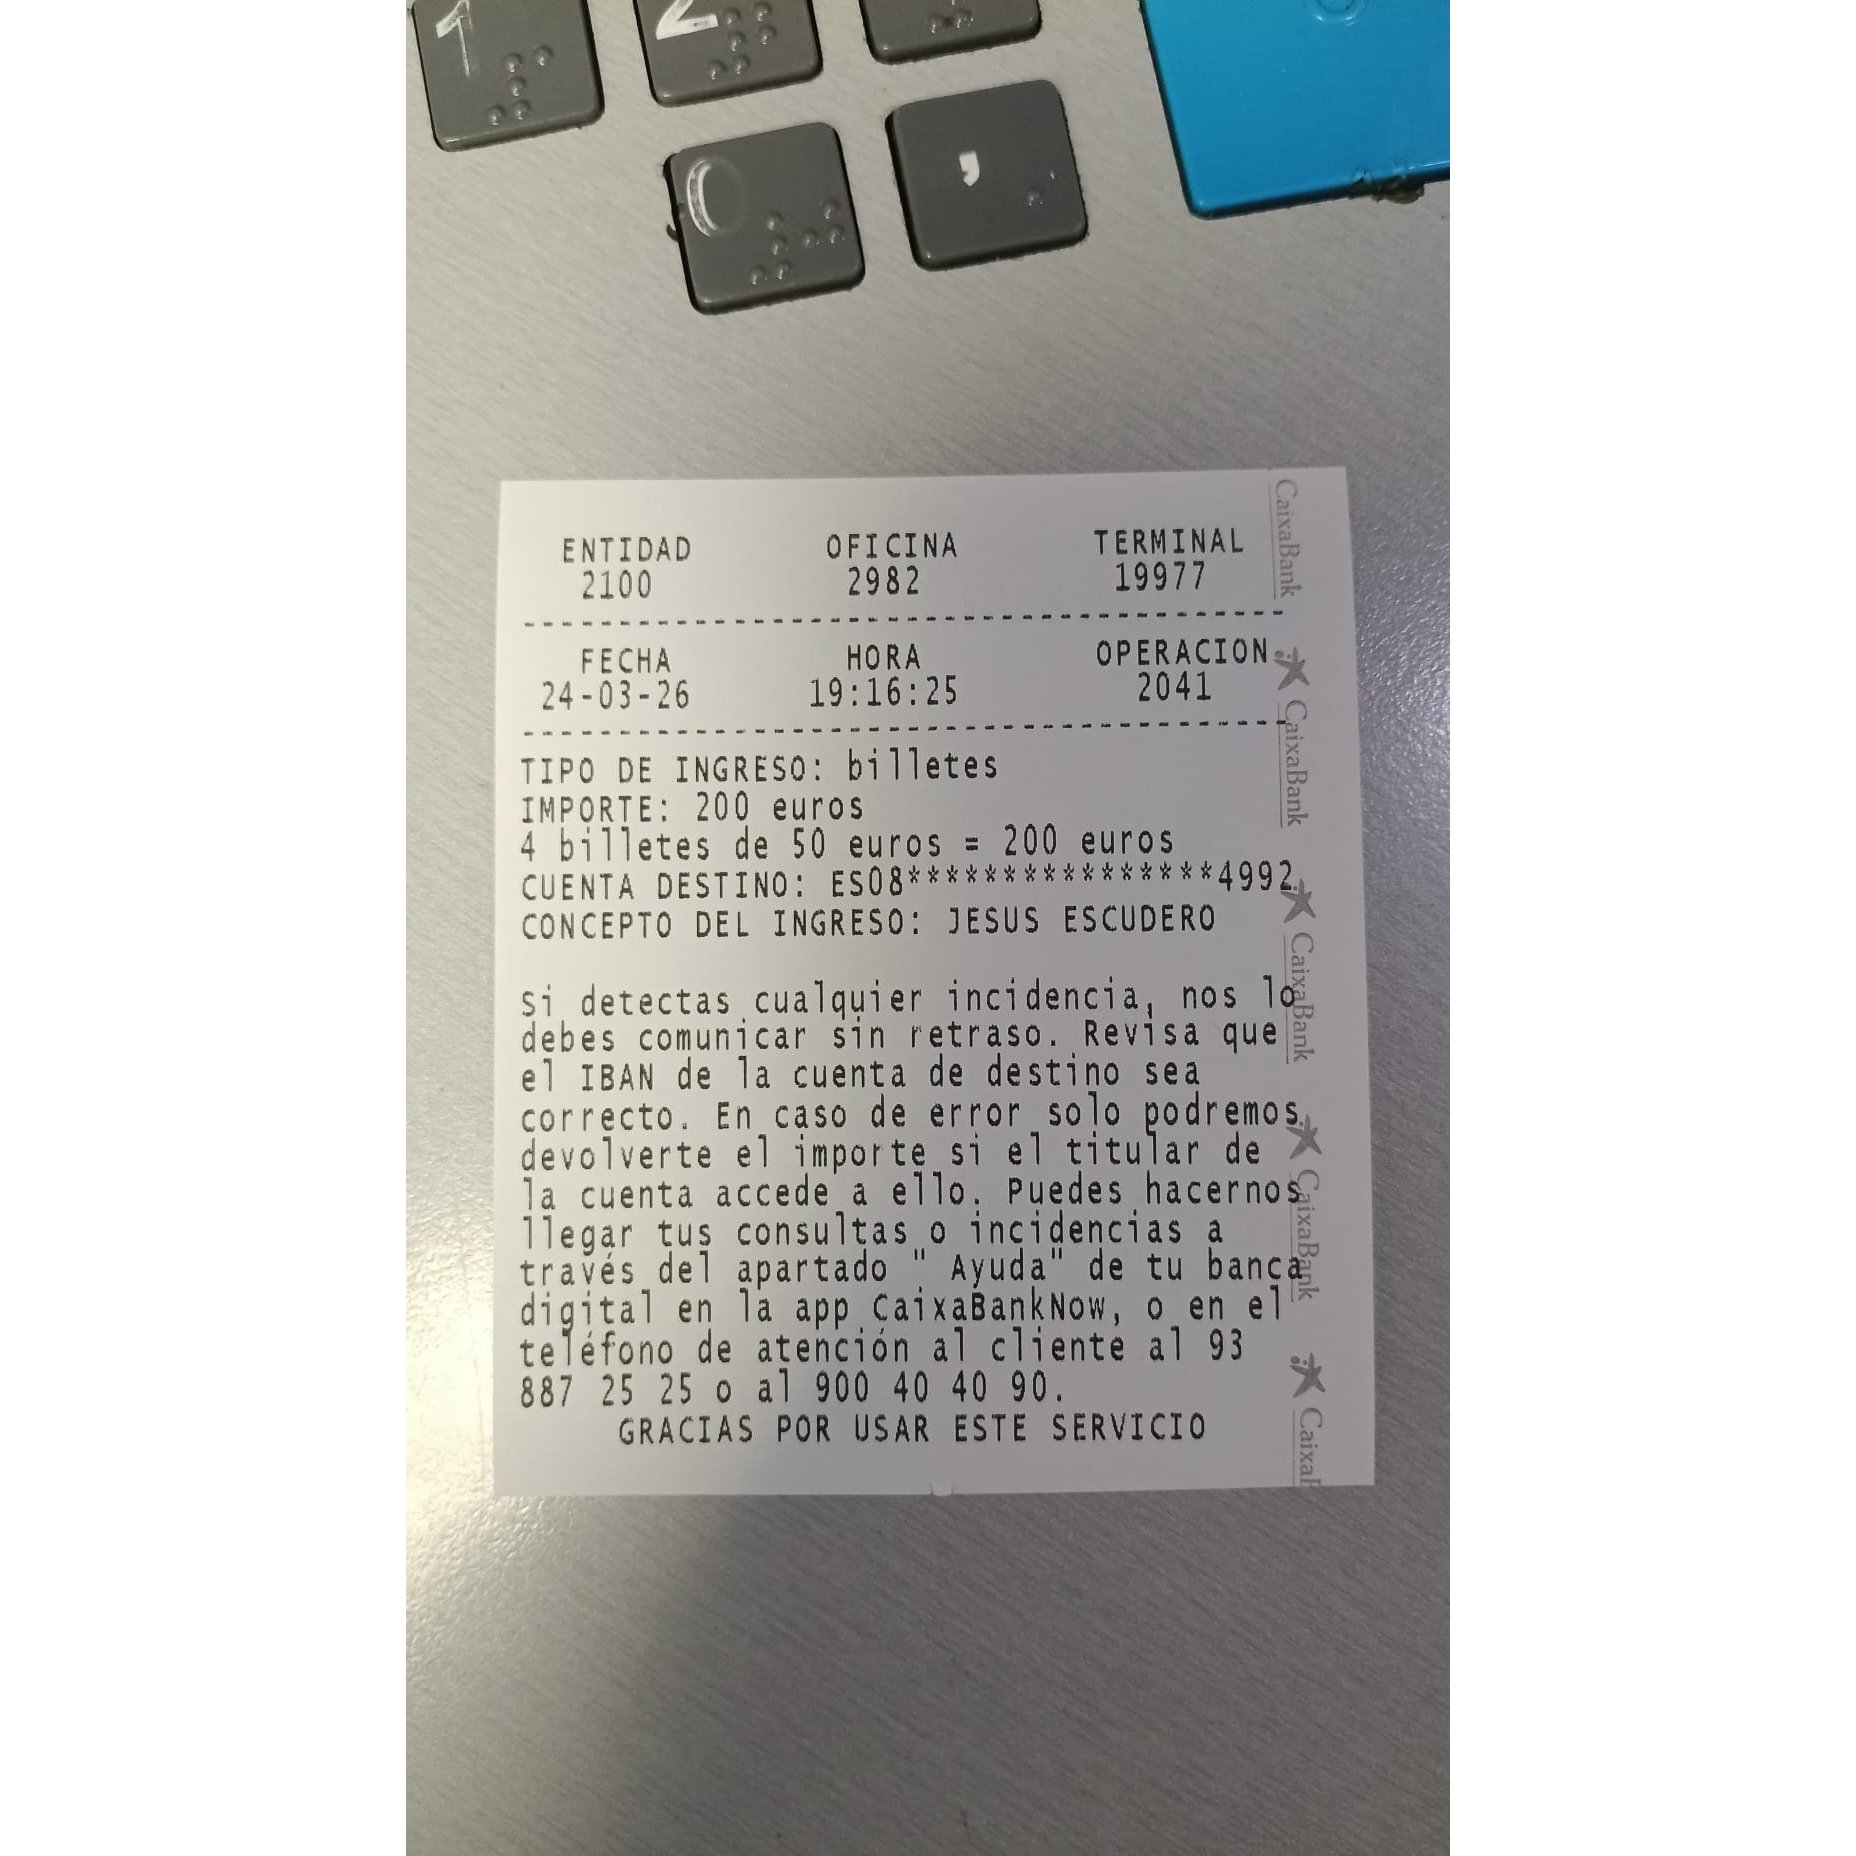 1
2
0
,
ENTIDAD OFICINA TERMINAL
2100 2982 19977
----------------------------------------
FECHA HORA OPERACION
24-03-26 19:16:25 2041
----------------------------------------
TIPO DE INGRESO: billetes
IMPORTE: 200 euros
4 billetes de 50 euros = 200 euros
CUENTA DESTINO: ES08****************4992
CONCEPTO DEL INGRESO: JESUS ESCUDERO
Si detectas cualquier incidencia, nos lo
debes comunicar sin retraso. Revisa que
el IBAN de la cuenta de destino sea
correcto. En caso de error solo podremos
devolverte el importe si el titular de
la cuenta accede a ello. Puedes hacernos
llegar tus consultas o incidencias a
través del apartado " Ayuda" de tu banca
digital en la app CaixaBankNow, o en el
teléfono de atención al cliente al 93
887 25 25 o al 900 40 40 90.
GRACIAS POR USAR ESTE SERVICIO
CaixaBank
CaixaBank
CaixaBank
CaixaBank
CaixaB